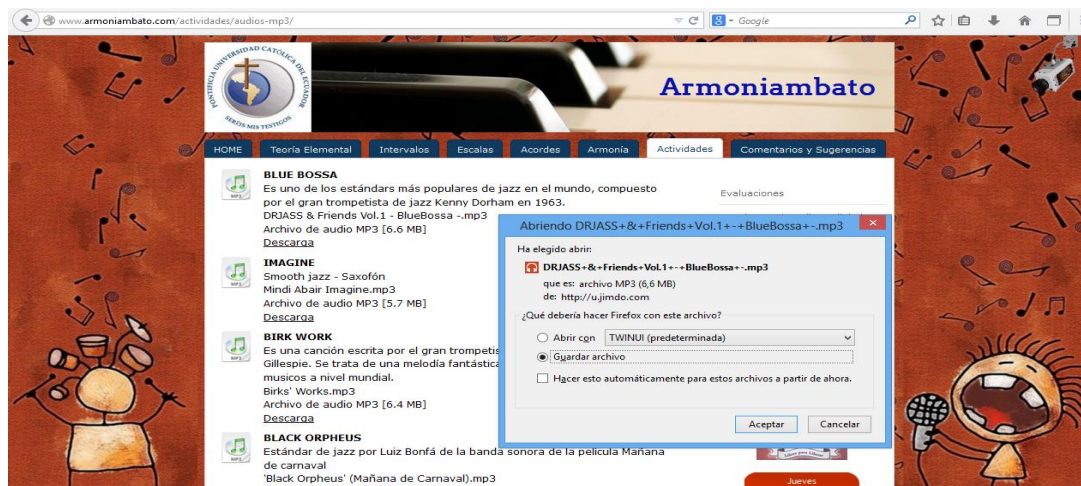 www.armoniambato.com/actividades/audios-mp3/
Google
PONTIFICIA UNIVERSIDAD CATÓLICA DEL ECUADOR
SEREIS MIS TESTIGOS
Armoniambato
HOME
Teoría Elemental
Intervalos
Escalas
Acordes
Armonía
Actividades
Comentarios y Sugerencias
BLUE BOSSA
Es uno de los estándars más populares de jazz en el mundo, compuesto
por el gran trompetista de jazz Kenny Dorham en 1963.
DRJASS & Friends Vol.1 - BlueBossa -.mp3
Archivo de audio MP3 [6.6 MB]
Descarga
IMAGINE
Smooth jazz - Saxofón
Mindi Abair Imagine.mp3
Archivo de audio MP3 [5.7 MB]
Descarga
BIRK WORK
Es una canción escrita por el gran trompetis
Gillespie. Se trata de una melodía fantástica
musicos a nivel mundial.
Birks' Works.mp3
Archivo de audio MP3 [6.4 MB]
Descarga
BLACK ORPHEUS
Estándar de jazz por Luiz Bonfá de la banda sonora de la película Mañana
de carnaval
'Black Orpheus' (Mañana de Carnaval).mp3
Evaluaciones
Abriendo DRJASS+&+Friends+Vol.1+-+BlueBossa+-.mp3
Ha elegido abrir:
DRJASS+&+Friends+Vol.1+-+BlueBossa+-.mp3
que es: archivo MP3 (6,6 MB)
de: http://u.jimdo.com
¿Qué debería hacer Firefox con este archivo?
Abrir con TWINUI (predeterminada)
Guardar archivo
Hacer esto automáticamente para estos archivos a partir de ahora.
Aceptar
Cancelar
Jueves